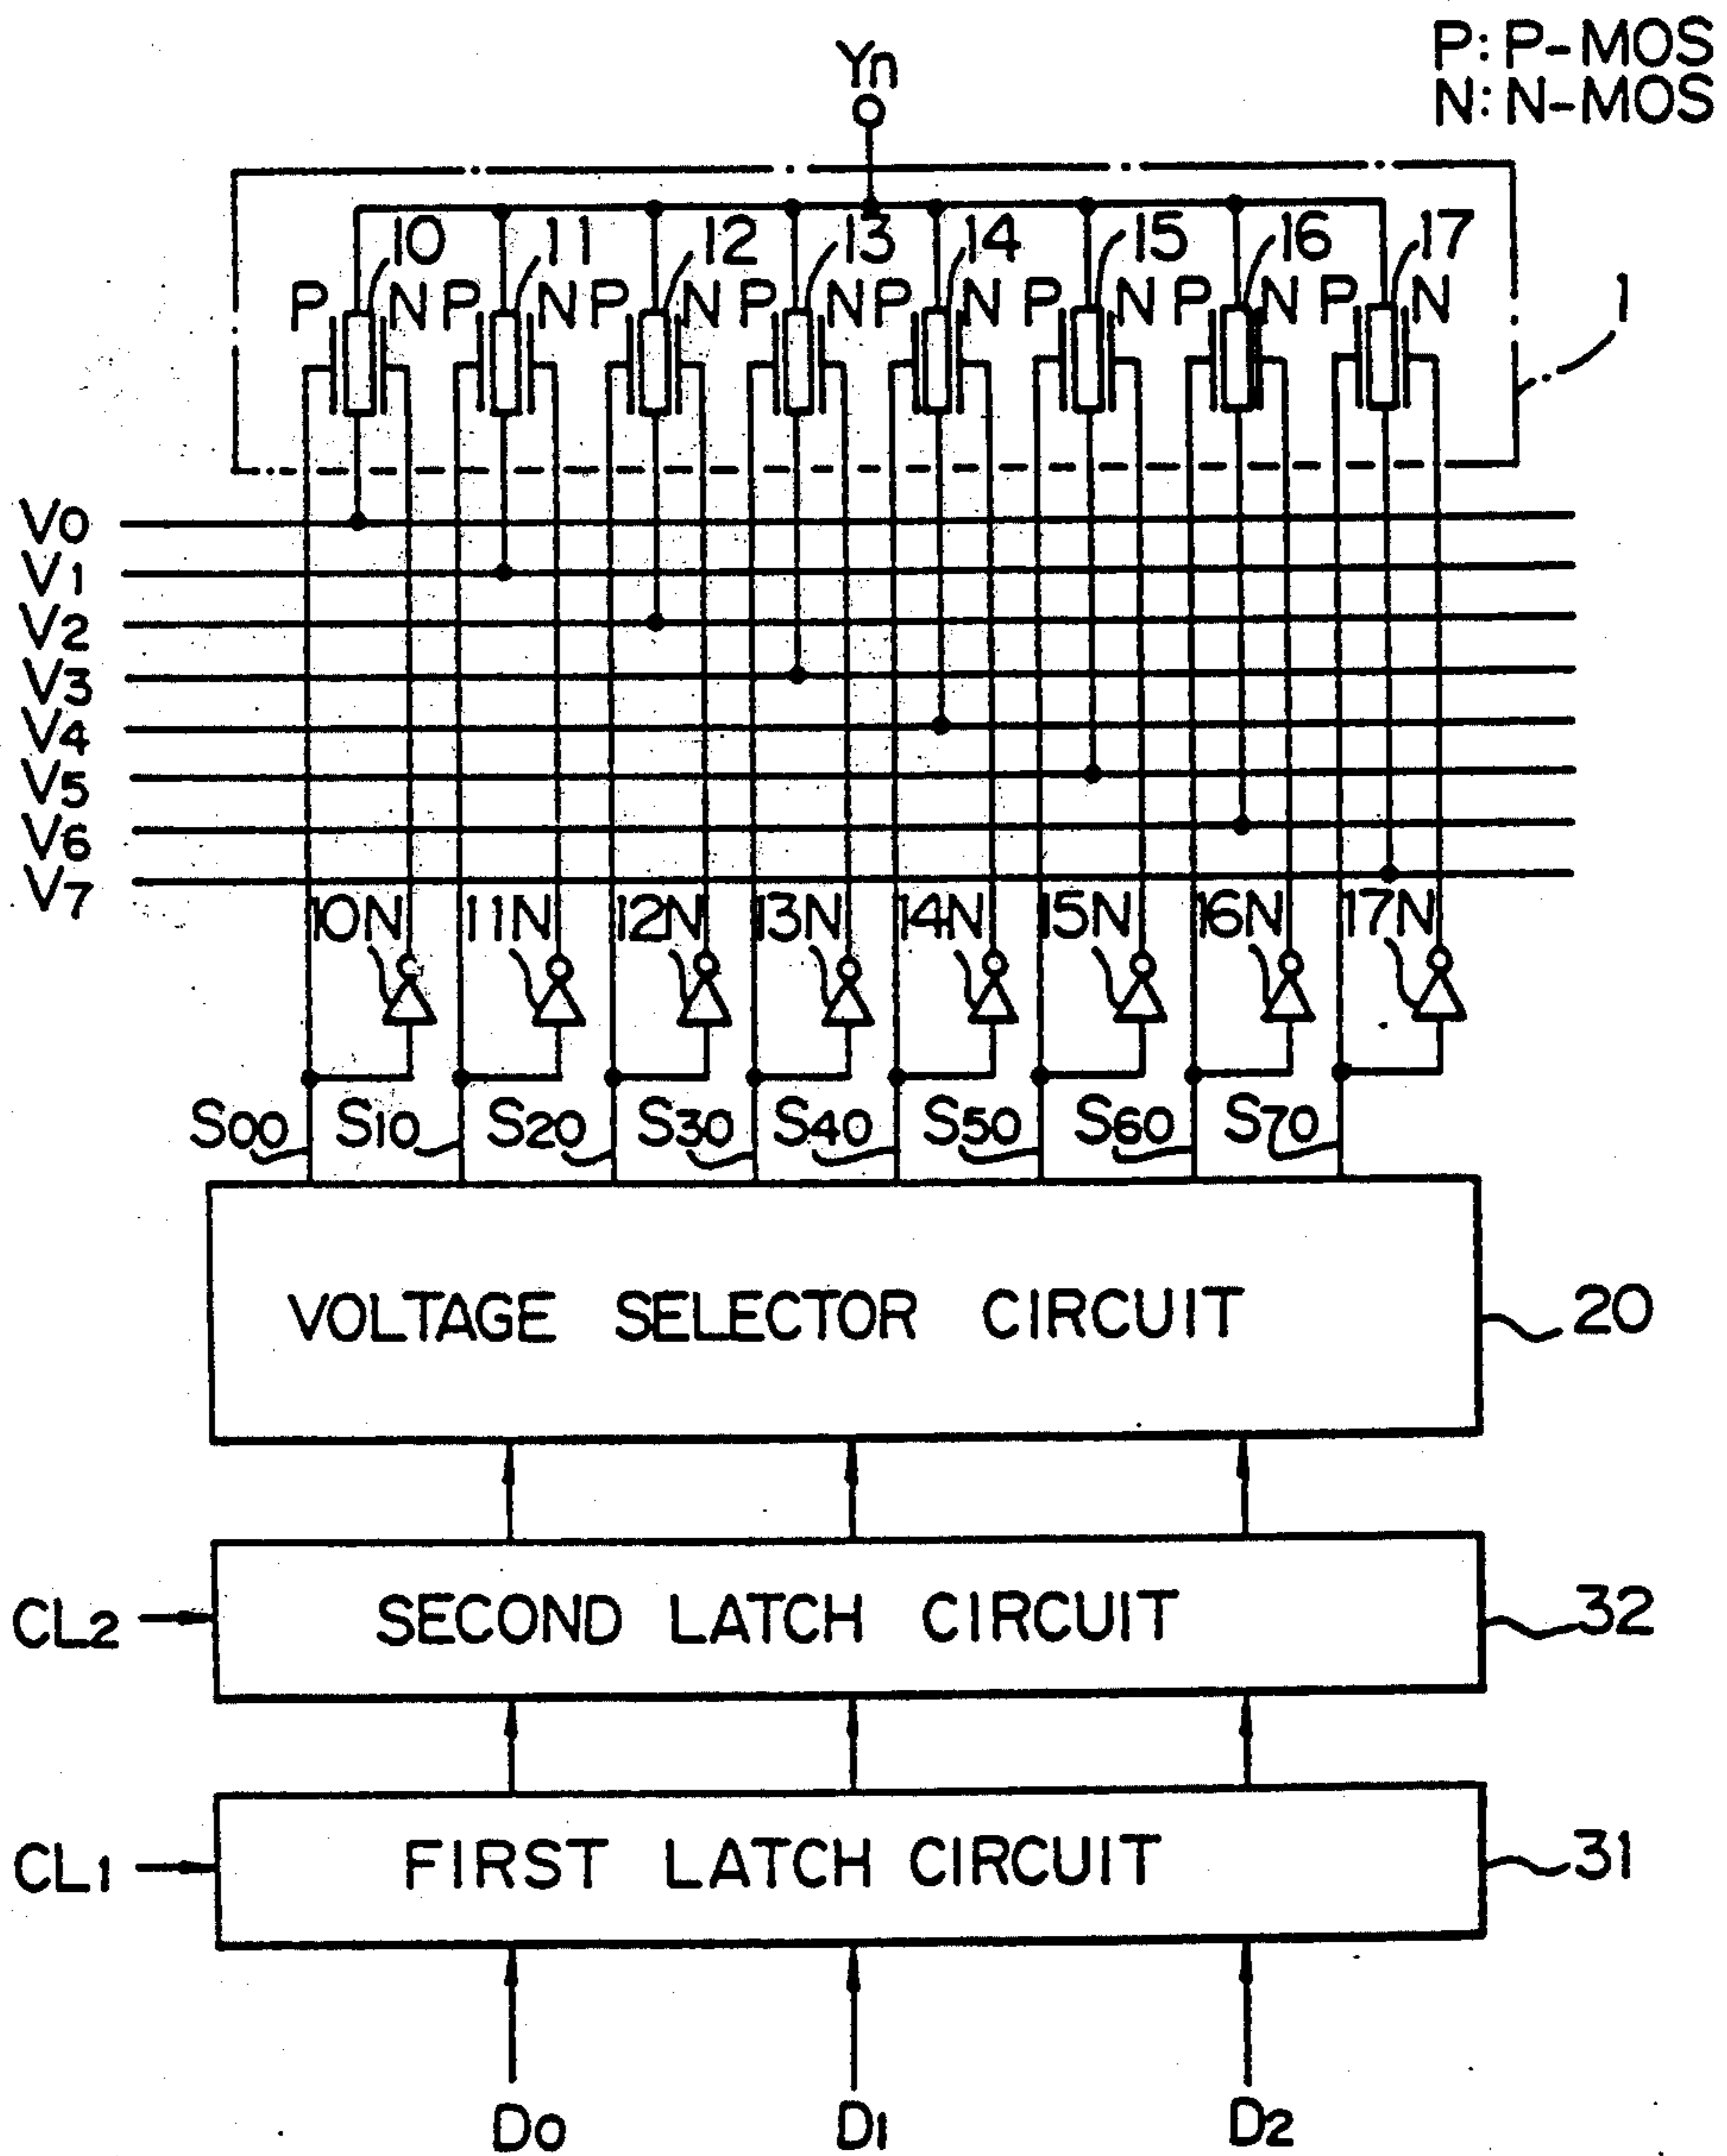 P: P-MOS
N: N-MOS
Yn
10 11 12 13 14 15 16 17
P N P N P N P N P N P N P N P N
1
V0
V1
V2
V3
V4
V5
V6
V7
10N 11N 12N 13N 14N 15N 16N 17N
S00 S10 S20 S30 S40 S50 S60 S70
VOLTAGE SELECTOR CIRCUIT
20
CL2
SECOND LATCH CIRCUIT
32
CL1
FIRST LATCH CIRCUIT
31
D0 D1 D2